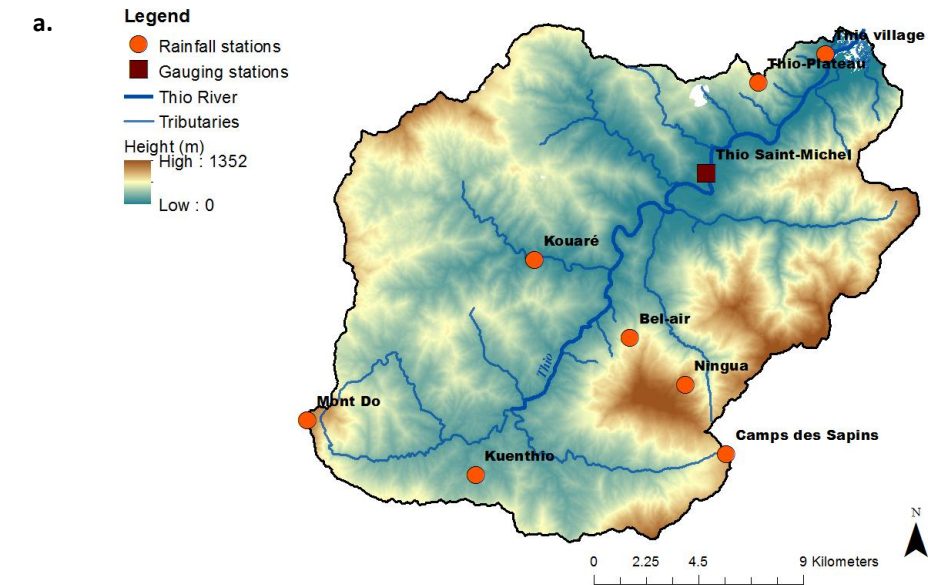 a.
Legend
Rainfall stations
Gauging stations
Thio River
Tributaries
Height (m)
High : 1352
Low : 0
Thio village
Thio-Plateau
Thio Saint-Michel
Kouaré
Bel-air
Thio
Ningua
Mont Do
Camps des Sapins
Kuenthio
N
0 2.25 4.5 9 Kilometers